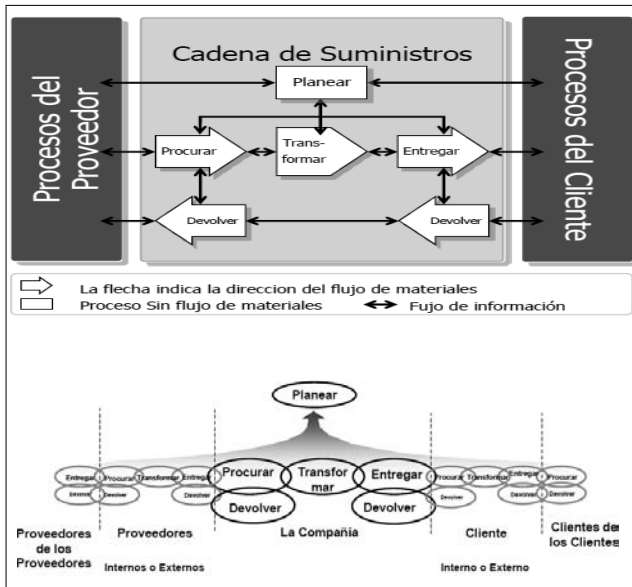 Cadena de Suministros
Procesos del
Proveedor
Procesos del Cliente
Planear
Procurar
Trans-
formar
Entregar
Devolver
Devolver
La flecha indica la direccion del flujo de materiales
Proceso Sin flujo de materiales
Fujo de información
Planear
Entregar
Procurar
Transformar
Entregar
Procurar
Transfor
mar
Entregar
Procurar
Transformar
Entregar
Procurar
Devolver
Devolver
Devolver
Devolver
Devolver
Devolver
Devolver
Devolver
Proveedores
de los
Proveedores
Proveedores
La Compañía
Cliente
Clientes de
los Clientes
Internos o Externos
Interno o Externo